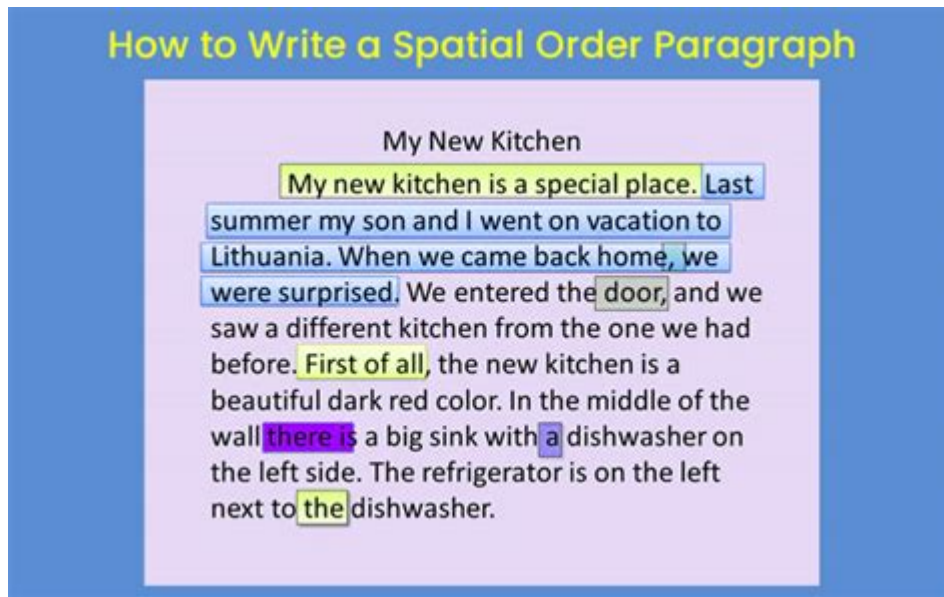 How to Write a Spatial Order Paragraph
My New Kitchen
My new kitchen is a special place. Last
summer my son and I went on vacation to
Lithuania. When we came back home, we
were surprised. We entered the door, and we
saw a different kitchen from the one we had
before. First of all, the new kitchen is a
beautiful dark red color. In the middle of the
wall there is a big sink with a dishwasher on
the left side. The refrigerator is on the left
next to the dishwasher.